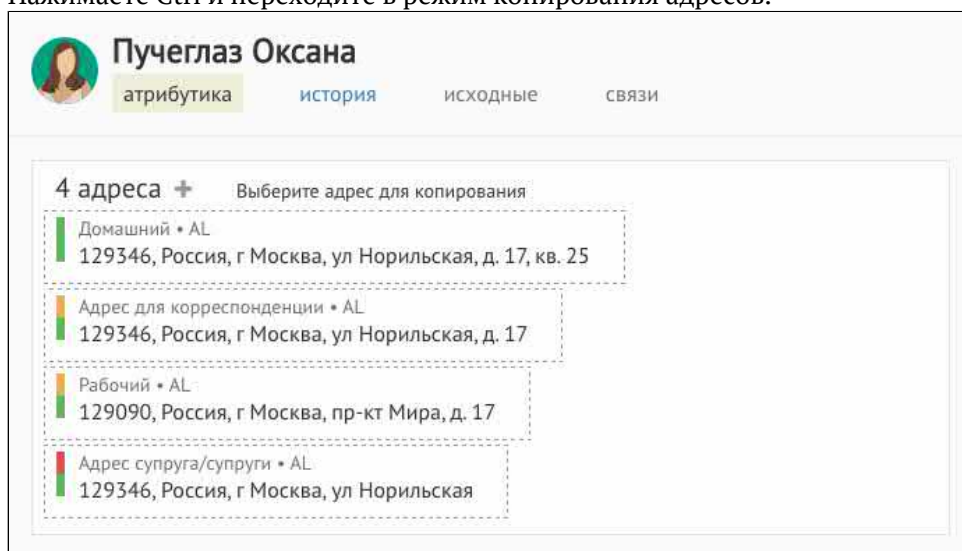 Нажимаете Ctrl и переходите в режим копирования адресов:
Пучеглаз Оксана
атрибутика история исходные связи
4 адреса + Выберите адрес для копирования
Домашний • AL
129346, Россия, г Москва, ул Норильская, д. 17, кв. 25
Адрес для корреспонденции • AL
129346, Россия, г Москва, ул Норильская, д. 17
Рабочий • AL
129090, Россия, г Москва, пр-кт Мира, д. 17
Адрес супруга/супруги • AL
129346, Россия, г Москва, ул Норильская